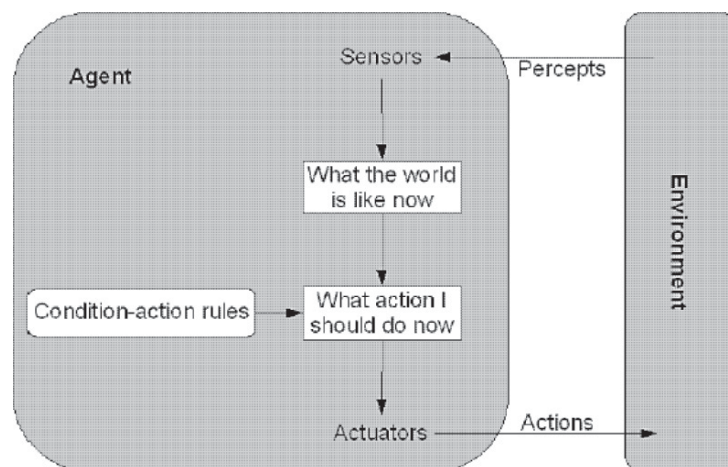 Agent
Sensors
Percepts
What the world
is like now
Environment
Condition-action rules
What action I
should do now
Actuators
Actions